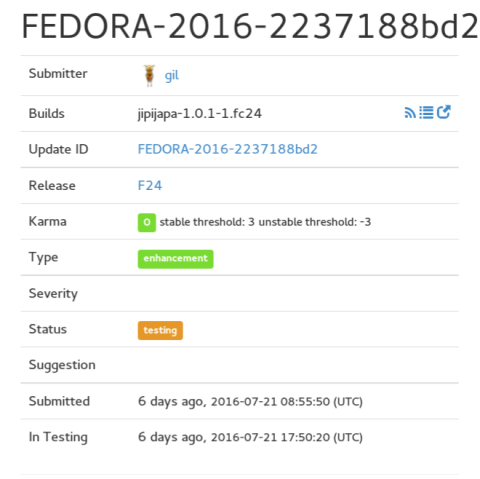 FEDORA-2016-2237188bd2
Submitter gil
Builds jipijapa-1.0.1-1.fc24
Update ID FEDORA-2016-2237188bd2
Release F24
Karma 0 stable threshold: 3 unstable threshold: -3
Type enhancement
Severity
Status testing
Suggestion
Submitted 6 days ago, 2016-07-21 08:55:50 (UTC)
In Testing 6 days ago, 2016-07-21 17:50:20 (UTC)